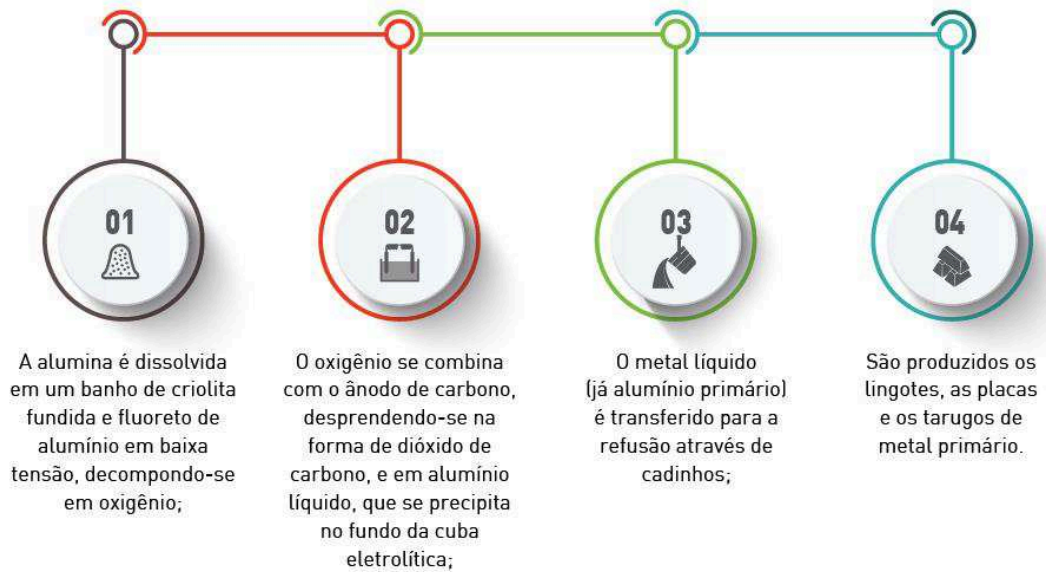 01
A alumina é dissolvida
em um banho de criolita
fundida e fluoreto de
alumínio em baixa
tensão, decompondo-se
em oxigênio;
02
O oxigênio se combina
com o ânodo de carbono,
desprendendo-se na
forma de dióxido de
carbono, e em alumínio
líquido, que se precipita
no fundo da cuba
eletrolítica;
03
O metal líquido
(já alumínio primário)
é transferido para a
refusão através de
cadinhos;
04
São produzidos os
lingotes, as placas
e os tarugos de
metal primário.